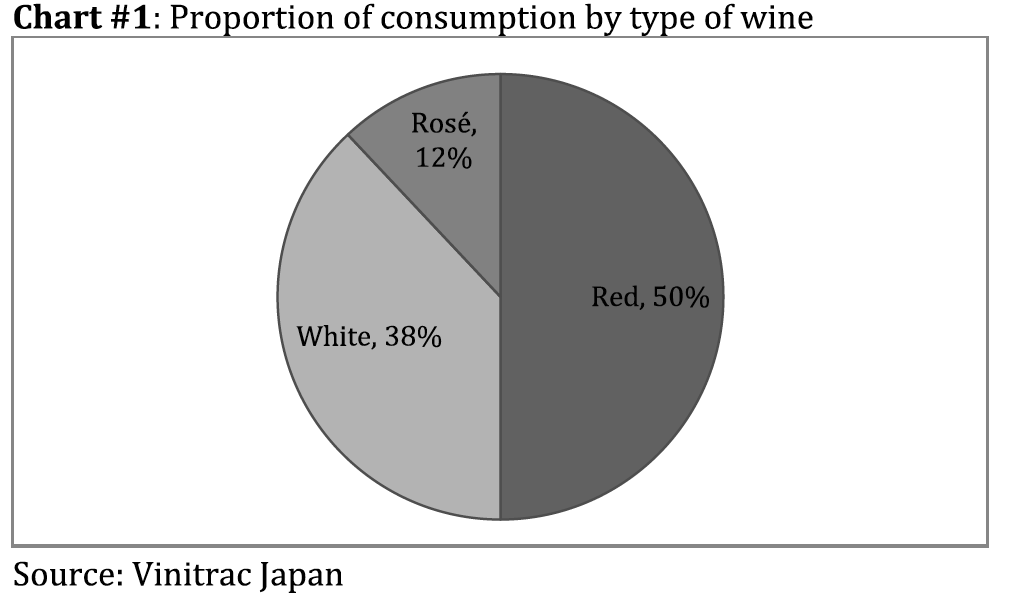 Chart #1: Proportion of consumption by type of wine
Rosé,
12%
Red, 50%
White, 38%
Source: Vinitrac Japan